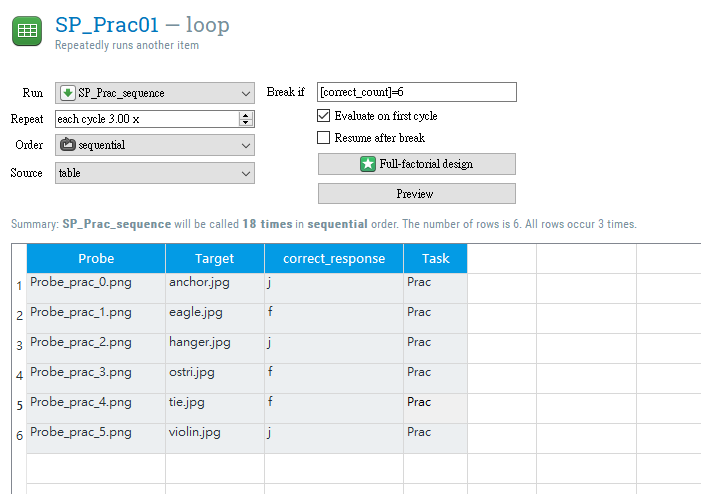 SP_Prac01 — loop
Repeatedly runs another item
Run SP_Prac_sequence Break if [correct_count]=6
Repeat each cycle 3.00 x Evaluate on first cycle
Order sequential Resume after break
Full-factorial design
Source table
Preview
Summary: SP_Prac_sequence will be called 18 times in sequential order. The number of rows is 6. All rows occur 3 times.
Probe Target correct_response Task
1 Probe_prac_0.png anchor.jpg j Prac
2 Probe_prac_1.png eagle.jpg f Prac
3 Probe_prac_2.png hanger.jpg j Prac
4 Probe_prac_3.png ostri.jpg f Prac
5 Probe_prac_4.png tie.jpg f Prac
6 Probe_prac_5.png violin.jpg j Prac